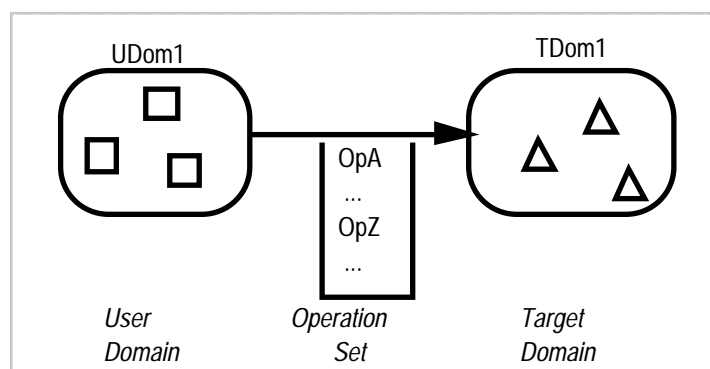 UDom1
TDom1
OpA
...
OpZ
...
User Operation Target
Domain Set Domain